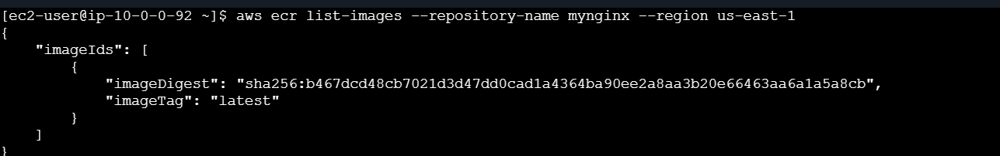 [ec2-user@ip-10-0-0-92 ~]$ aws ecr list-images --repository-name mynginx --region us-east-1
{
    "imageIds": [
        {
            "imageDigest": "sha256:b467dcd48cb7021d3d47dd0cad1a4364ba90ee2a8aa3b20e66463aa6a1a5a8cb",
            "imageTag": "latest"
        }
    ]
}